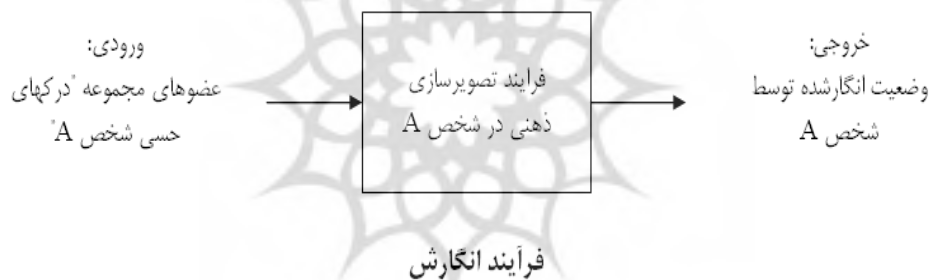 ورودی:
عضوهای مجموعه "درکهای
حسی شخص A"
فرایند تصویرسازی
ذهنی در شخص A
خروجی:
وضعیت انگارشده توسط
شخص A
فرآیند انگارش